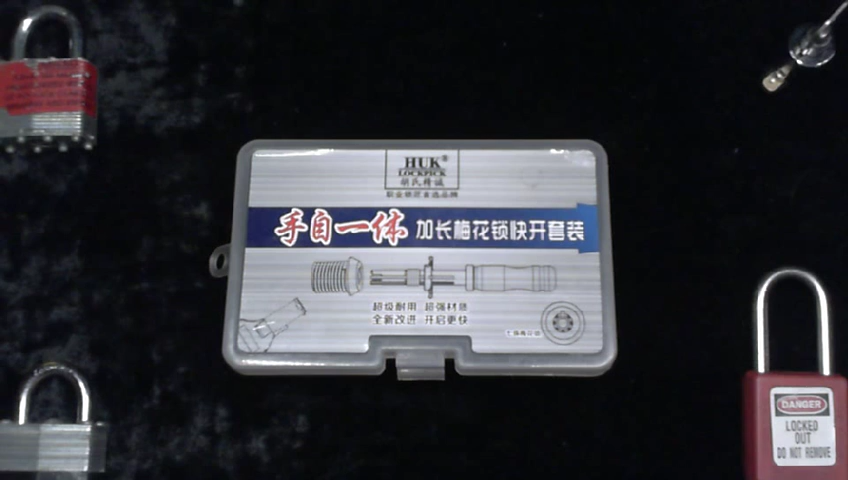 HUK®
LOCKPICK
胡氏精诚
手自一体 加长梅花锁快开套装
超级耐用 超强材质
全新改进 开启更快
DANGER
LOCKED
OUT
DO NOT REMOVE